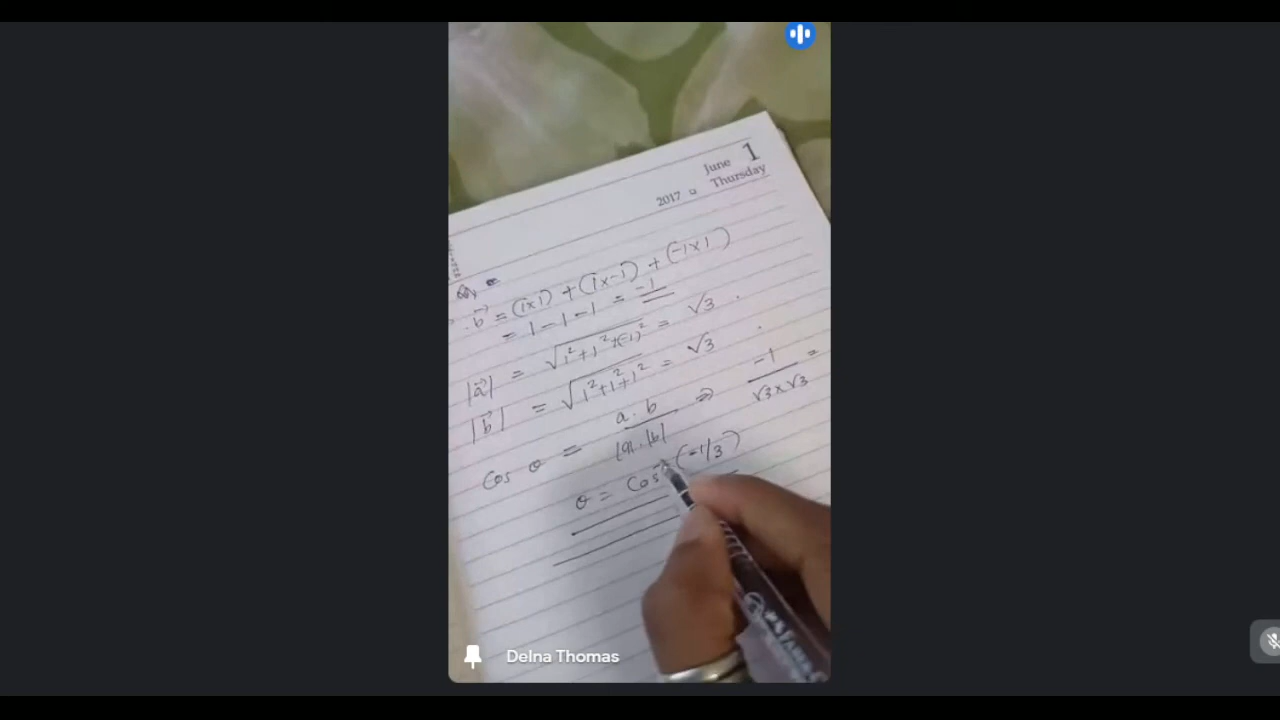 June 1
2017 Thursday
.b⃗ = (1×1) + (1×-1) + (-1×1)
= 1-1-1 = -1
|a⃗| = √1²+1²+(-1)² = √3 .
|b⃗| = √1²+1²+1² = √3 .
cos θ = a . b / |a|.|b| ⇒ -1 / √3×√3 =
θ = Cos⁻¹ (-1/3)
Delna Thomas